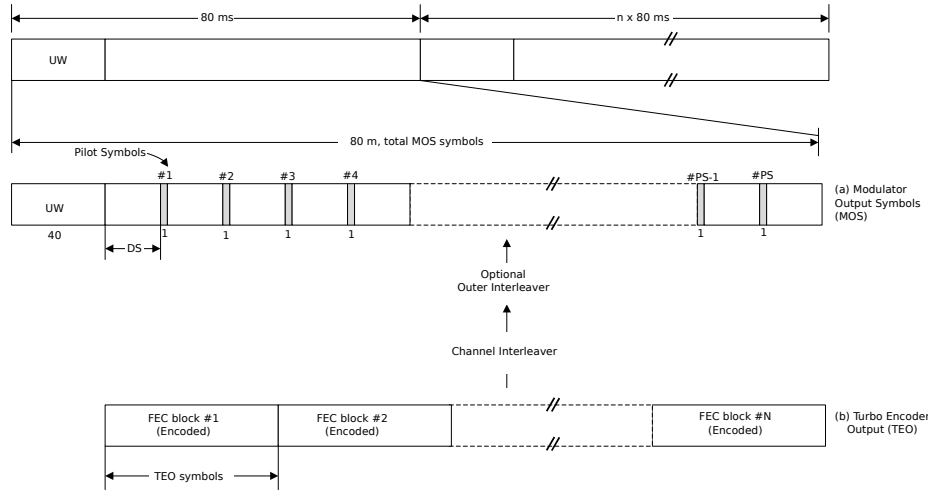 80 ms
n x 80 ms
UW
80 m, total MOS symbols
Pilot Symbols
#1
#2
#3
#4
#PS-1
#PS
UW
(a) Modulator
Output Symbols
(MOS)
40
1
1
1
1
1
1
DS
Optional
Outer Interleaver
Channel Interleaver
FEC block #1
(Encoded)
FEC block #2
(Encoded)
FEC block #N
(Encoded)
(b) Turbo Encoder
Output (TEO)
TEO symbols